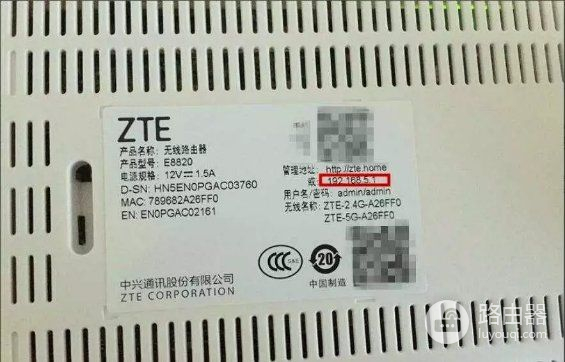 ZTE
产品名称: 无线路由器
产品型号: E8820
电源规格: 12V⎓1.5A
D-SN: HN5EN0PGAC03760
MAC: 789682A26FF0
EN: EN0PGAC02161
管理地址: http://zte.home
或: 192.168.5.1
用户名/密码: admin/admin
无线名称: ZTE-2.4G-A26FF0
ZTE-5G-A26FF0
中兴通讯股份有限公司
ZTE CORPORATION
CCC S&E
20
中国制造
路由器
luyouqi.com